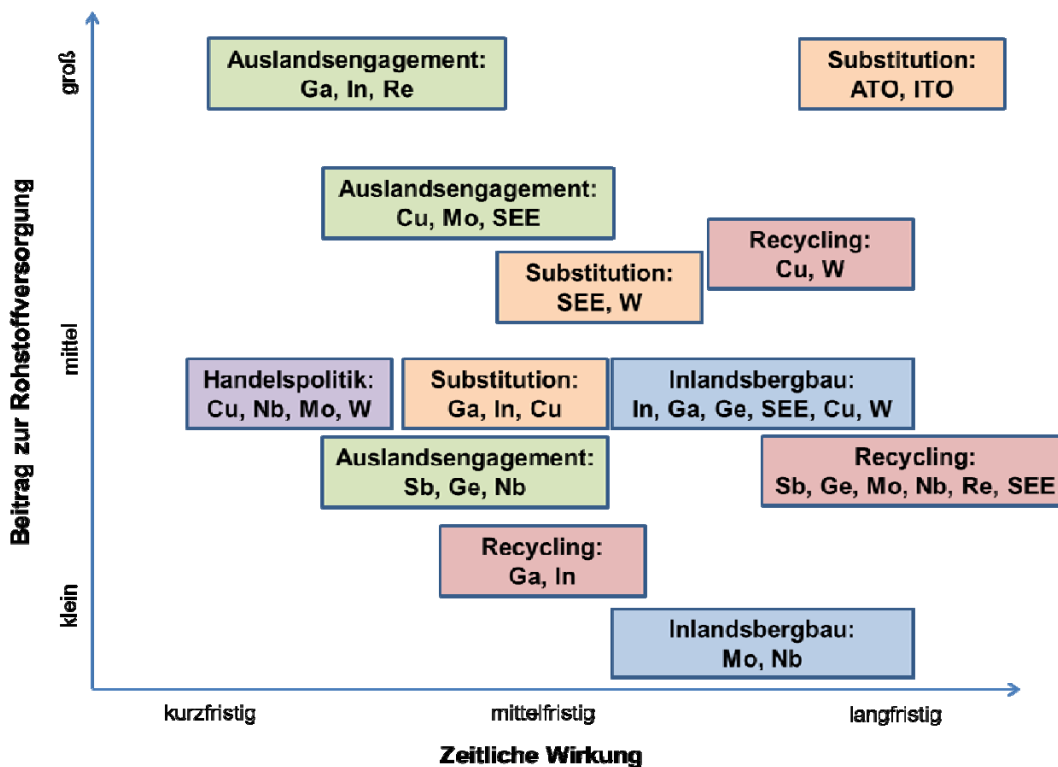 Beitrag zur Rohstoffversorgung
groß
mittel
klein
Auslandsengagement:
Ga, In, Re
Substitution:
ATO, ITO
Auslandsengagement:
Cu, Mo, SEE
Recycling:
Cu, W
Substitution:
SEE, W
Handelspolitik:
Cu, Nb, Mo, W
Substitution:
Ga, In, Cu
Inlandsbergbau:
In, Ga, Ge, SEE, Cu, W
Auslandsengagement:
Sb, Ge, Nb
Recycling:
Sb, Ge, Mo, Nb, Re, SEE
Recycling:
Ga, In
Inlandsbergbau:
Mo, Nb
kurzfristig
mittelfristig
langfristig
Zeitliche Wirkung